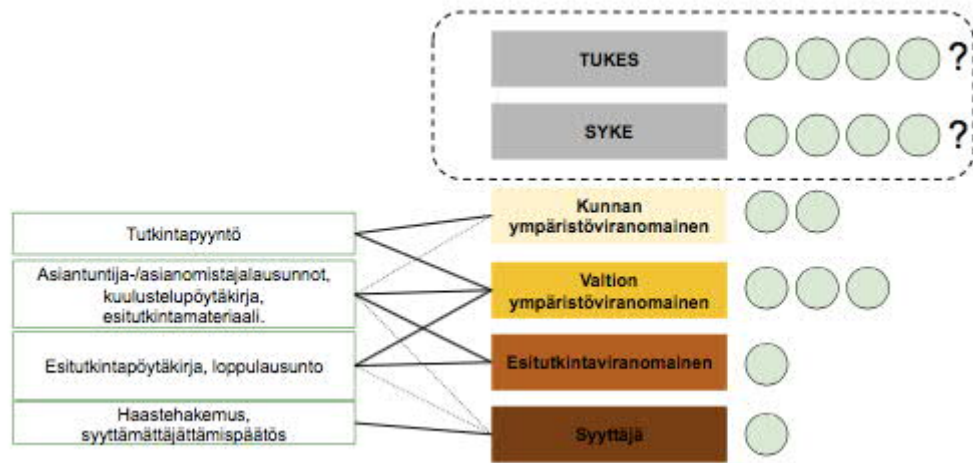 TUKES
?
SYKE
?
Kunnan
ympäristöviranomainen
Tutkintapyyntö
Asiantuntija-/asianomistajalausunnot,
kuulustelupöytäkirja,
esitutkintamateriaali.
Valtion
ympäristöviranomainen
Esitutkintapöytäkirja, loppulausunto
Esitutkintaviranomainen
Haastehakemus,
syyttämättäjättämispäätös
Syyttäjä